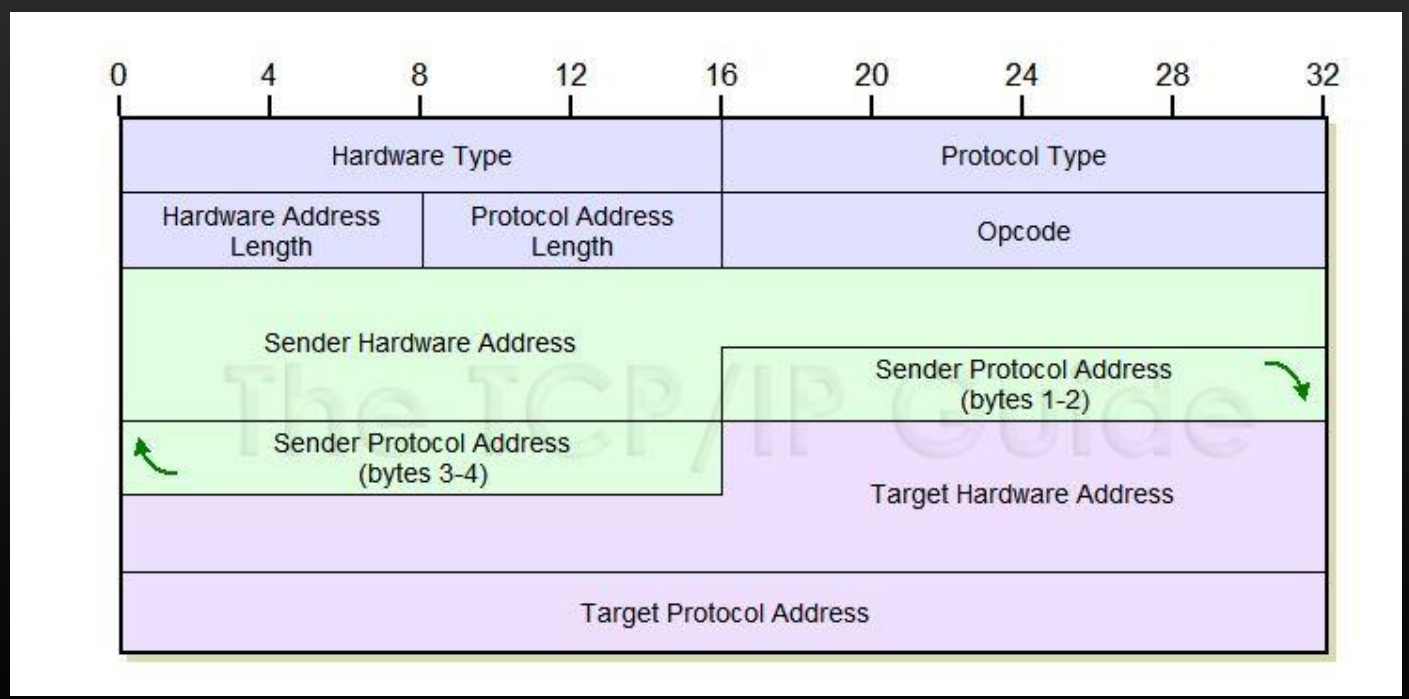 0 4 8 12 16 20 24 28 32
Hardware Type Protocol Type
Hardware Address Protocol Address
Length Length Opcode
Sender Hardware Address
Sender Protocol Address
(bytes 1-2)
The TCP/IP Guide
Sender Protocol Address
(bytes 3-4)
Target Hardware Address
Target Protocol Address